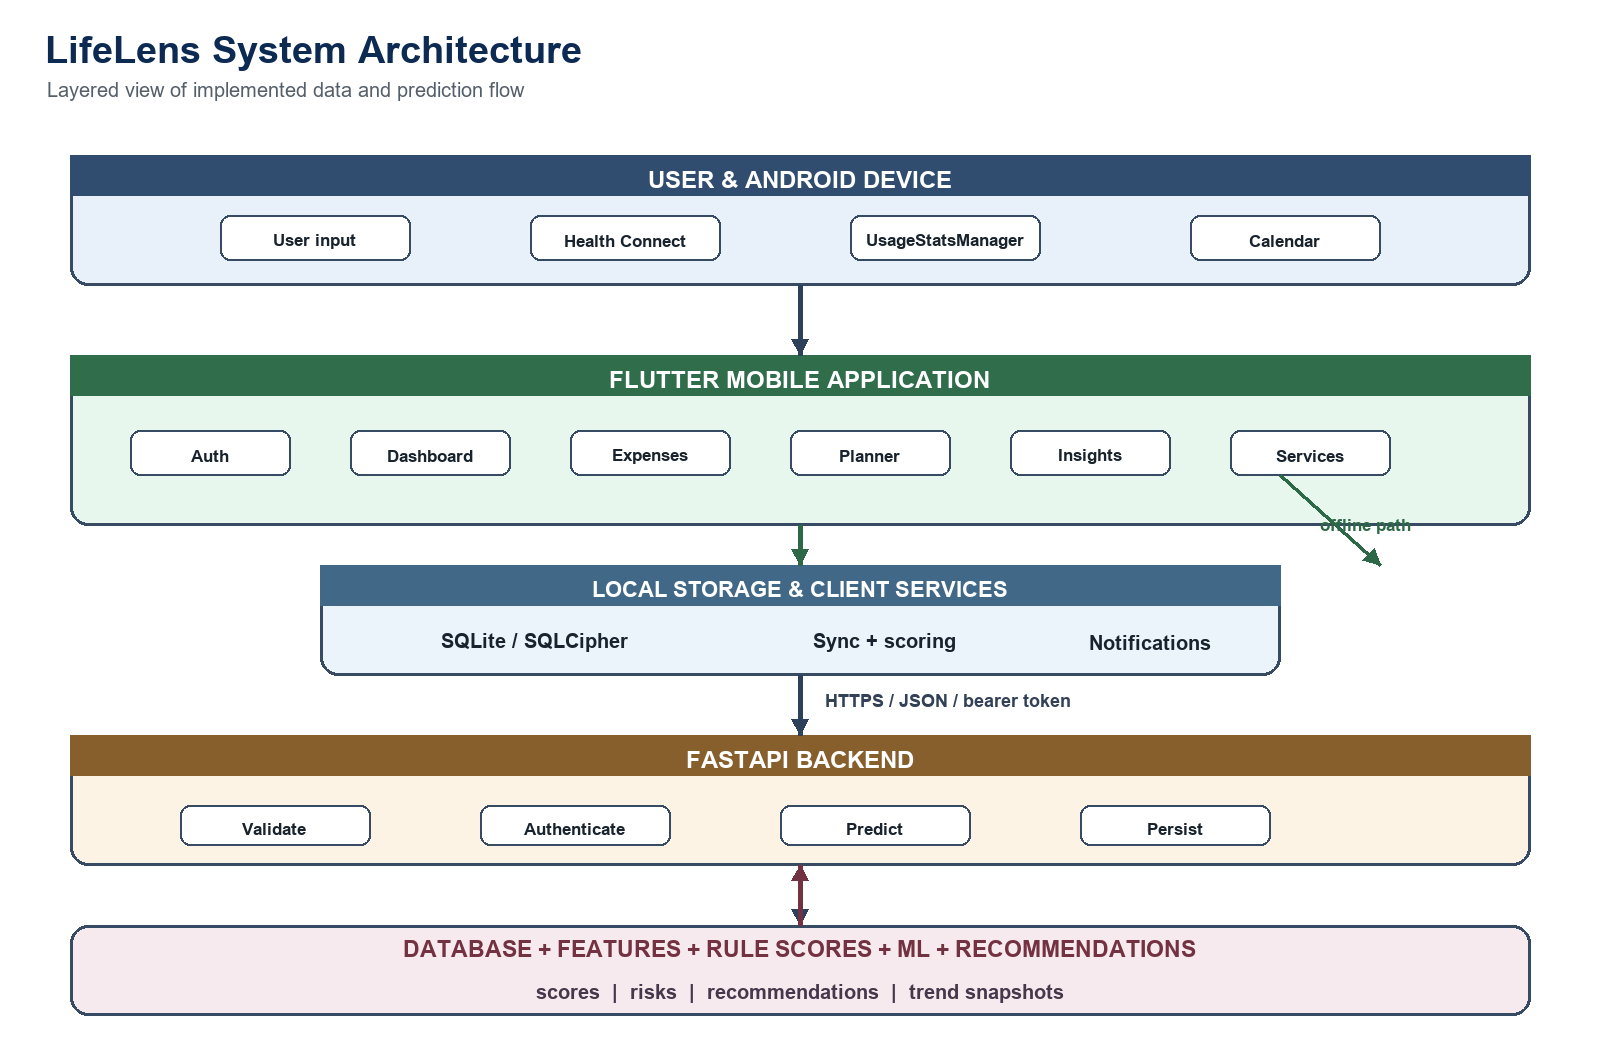 LifeLens System Architecture
Layered view of implemented data and prediction flow
USER & ANDROID DEVICE
User input
Health Connect
UsageStatsManager
Calendar
FLUTTER MOBILE APPLICATION
Auth
Dashboard
Expenses
Planner
Insights
Services
offline path
LOCAL STORAGE & CLIENT SERVICES
SQLite / SQLCipher
Sync + scoring
Notifications
HTTPS / JSON / bearer token
FASTAPI BACKEND
Validate
Authenticate
Predict
Persist
DATABASE + FEATURES + RULE SCORES + ML + RECOMMENDATIONS
scores | risks | recommendations | trend snapshots